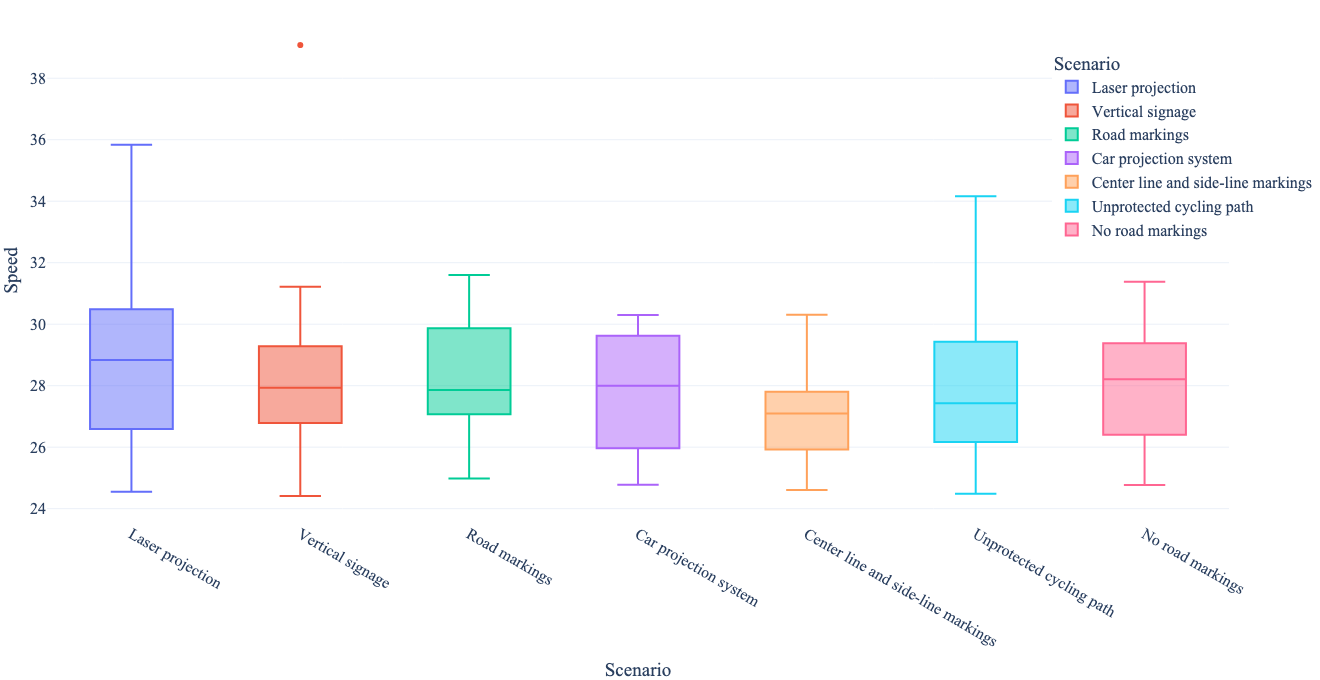 Scenario
Laser projection
Vertical signage
Road markings
Car projection system
Center line and side-line markings
Unprotected cycling path
No road markings
38
36
34
32
30
28
26
24
Speed
Laser projection
Vertical signage
Road markings
Car projection system
Center line and side-line markings
Unprotected cycling path
No road markings
Scenario